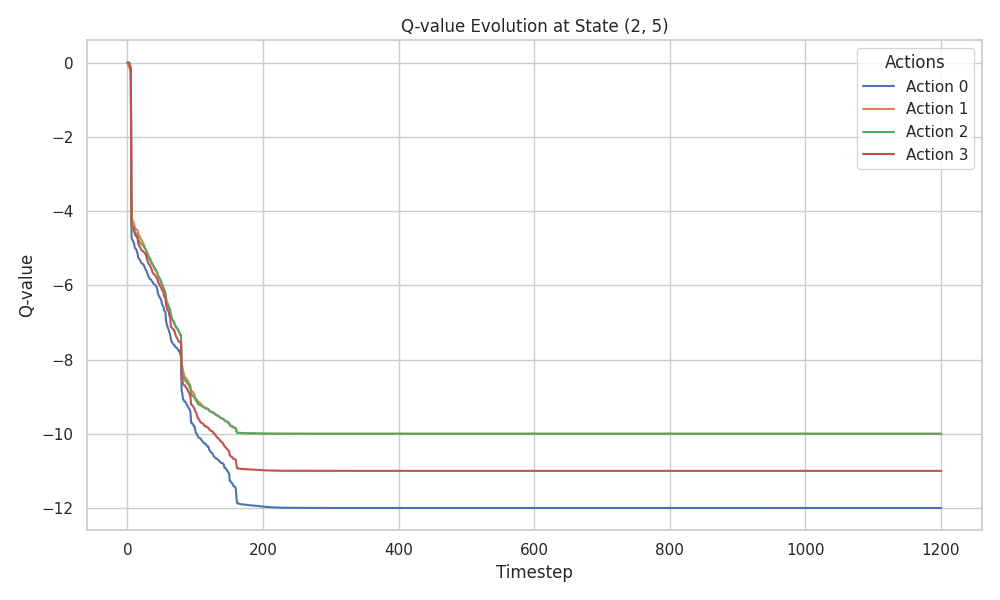 Q-value Evolution at State (2, 5)
Actions
Action 0
Action 1
Action 2
Action 3
Q-value
0
−2
−4
−6
−8
−10
−12
0 200 400 600 800 1000 1200
Timestep